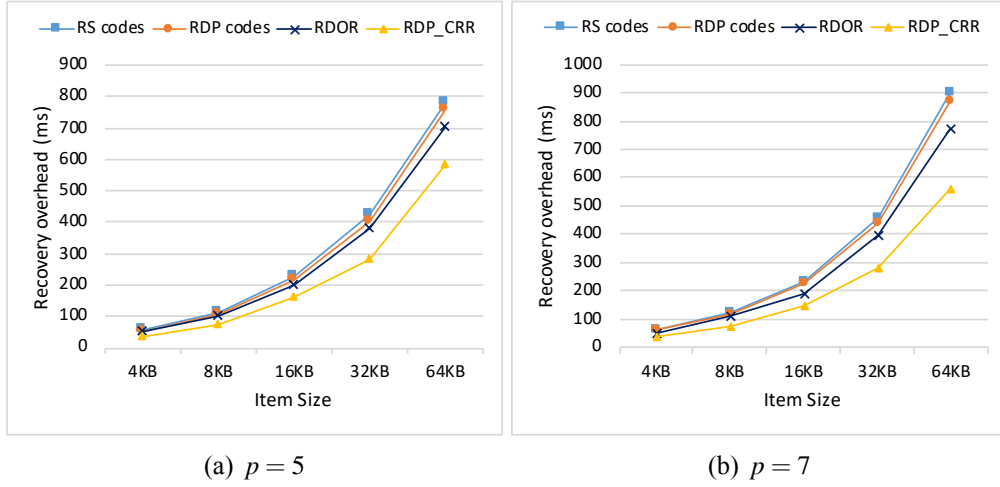 RS codes RDP codes RDOR RDP_CRR
900
800
700
600
500
400
300
200
100
0
Recovery overhead (ms)
4KB 8KB 16KB 32KB 64KB
Item Size
(a) p = 5
RS codes RDP codes RDOR RDP_CRR
1000
900
800
700
600
500
400
300
200
100
0
Recovery overhead (ms)
4KB 8KB 16KB 32KB 64KB
Item Size
(b) p = 7